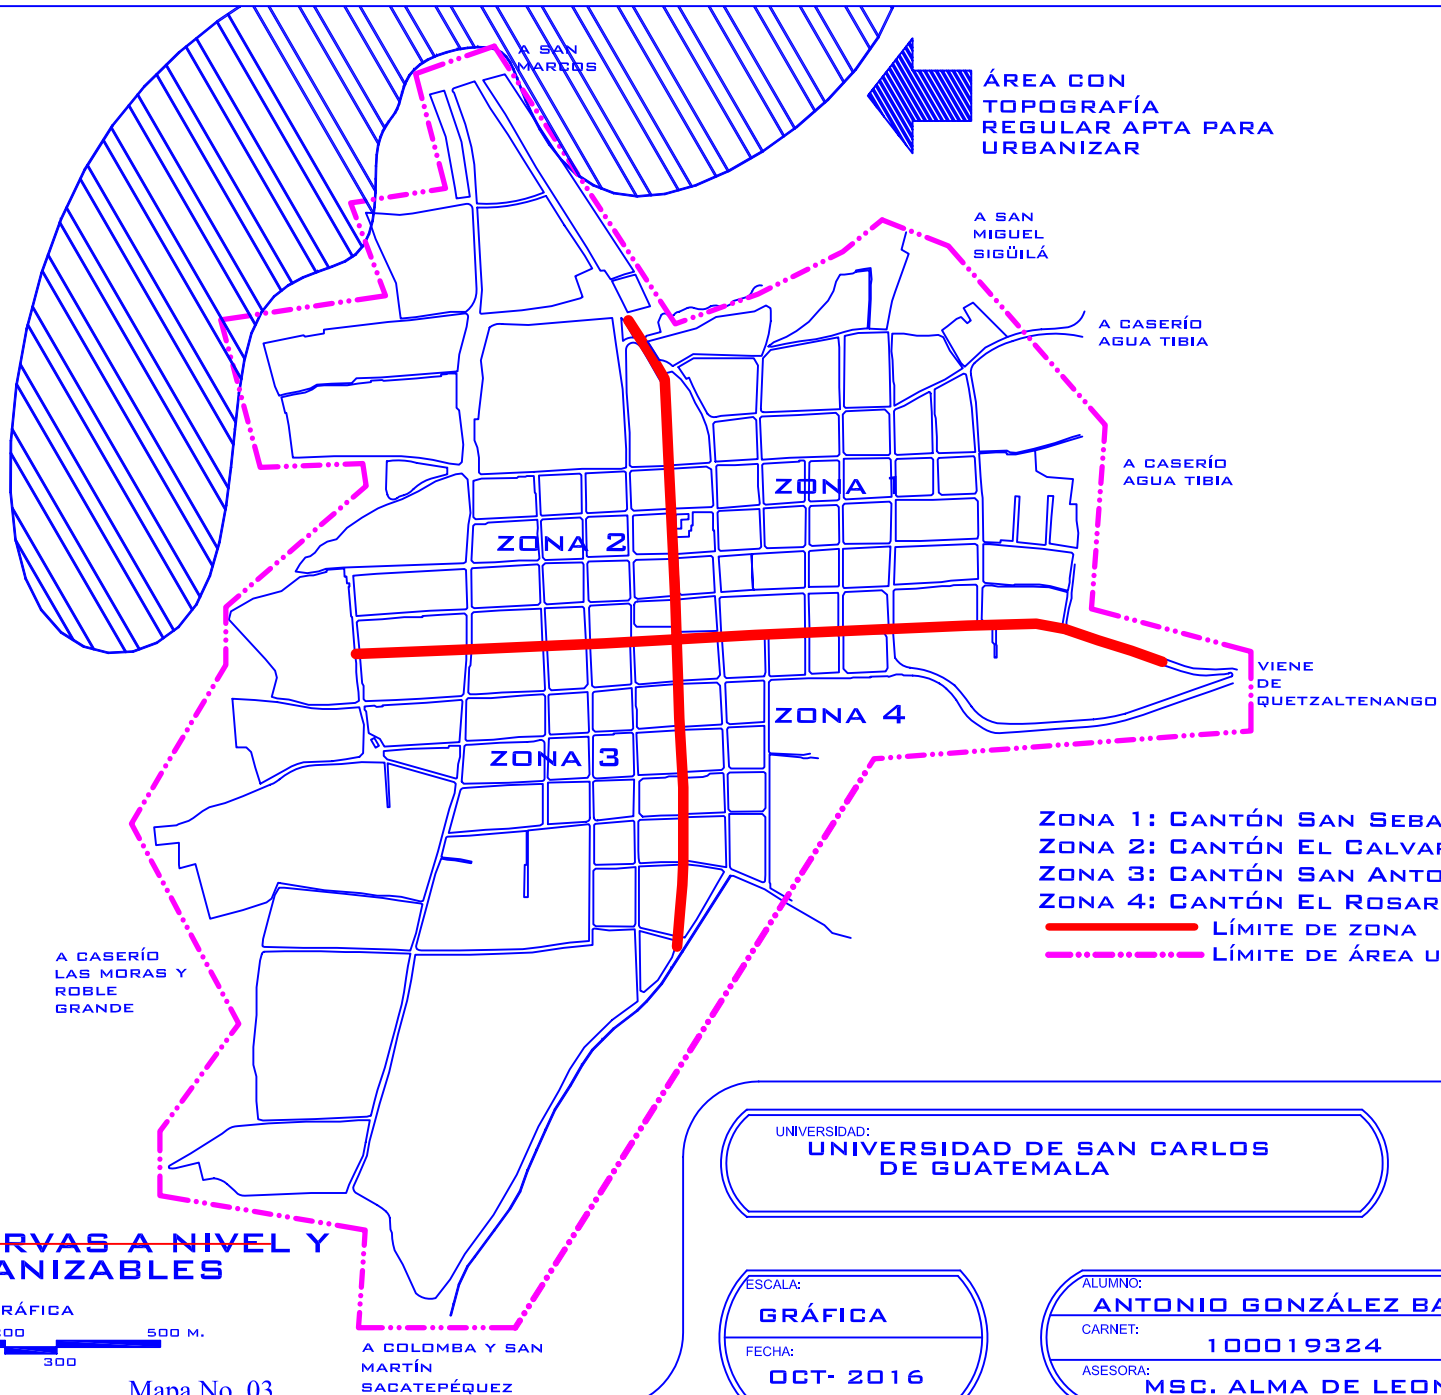 A SAN
MARCOS
ÁREA CON
TOPOGRAFÍA
REGULAR APTA PARA
URBANIZAR
A SAN
MIGUEL
SIGÜILÁ
A CASERÍO
AGUA TIBIA
A CASERÍO
AGUA TIBIA
ZONA 1
ZONA 2
VIENE
DE
QUETZALTENANGO
ZONA 4
ZONA 3
ZONA 1: CANTÓN SAN SEBA
ZONA 2: CANTÓN EL CALVAR
ZONA 3: CANTÓN SAN ANTO
ZONA 4: CANTÓN EL ROSAR
LÍMITE DE ZONA
LÍMITE DE ÁREA U
A CASERÍO
LAS MORAS Y
ROBLE
GRANDE
UNIVERSIDAD:
UNIVERSIDAD DE SAN CARLOS
DE GUATEMALA
RVAS A NIVEL Y
ANIZABLES
RÁFICA
500 M.
300
Mapa No. 03
A COLOMBA Y SAN
MARTÍN
SACATEPÉQUEZ
ESCALA:
GRÁFICA
FECHA:
OCT- 2016
ALUMNO:
ANTONIO GONZÁLEZ BA
CARNET:
100019324
ASESORA:
MSC. ALMA DE LEON